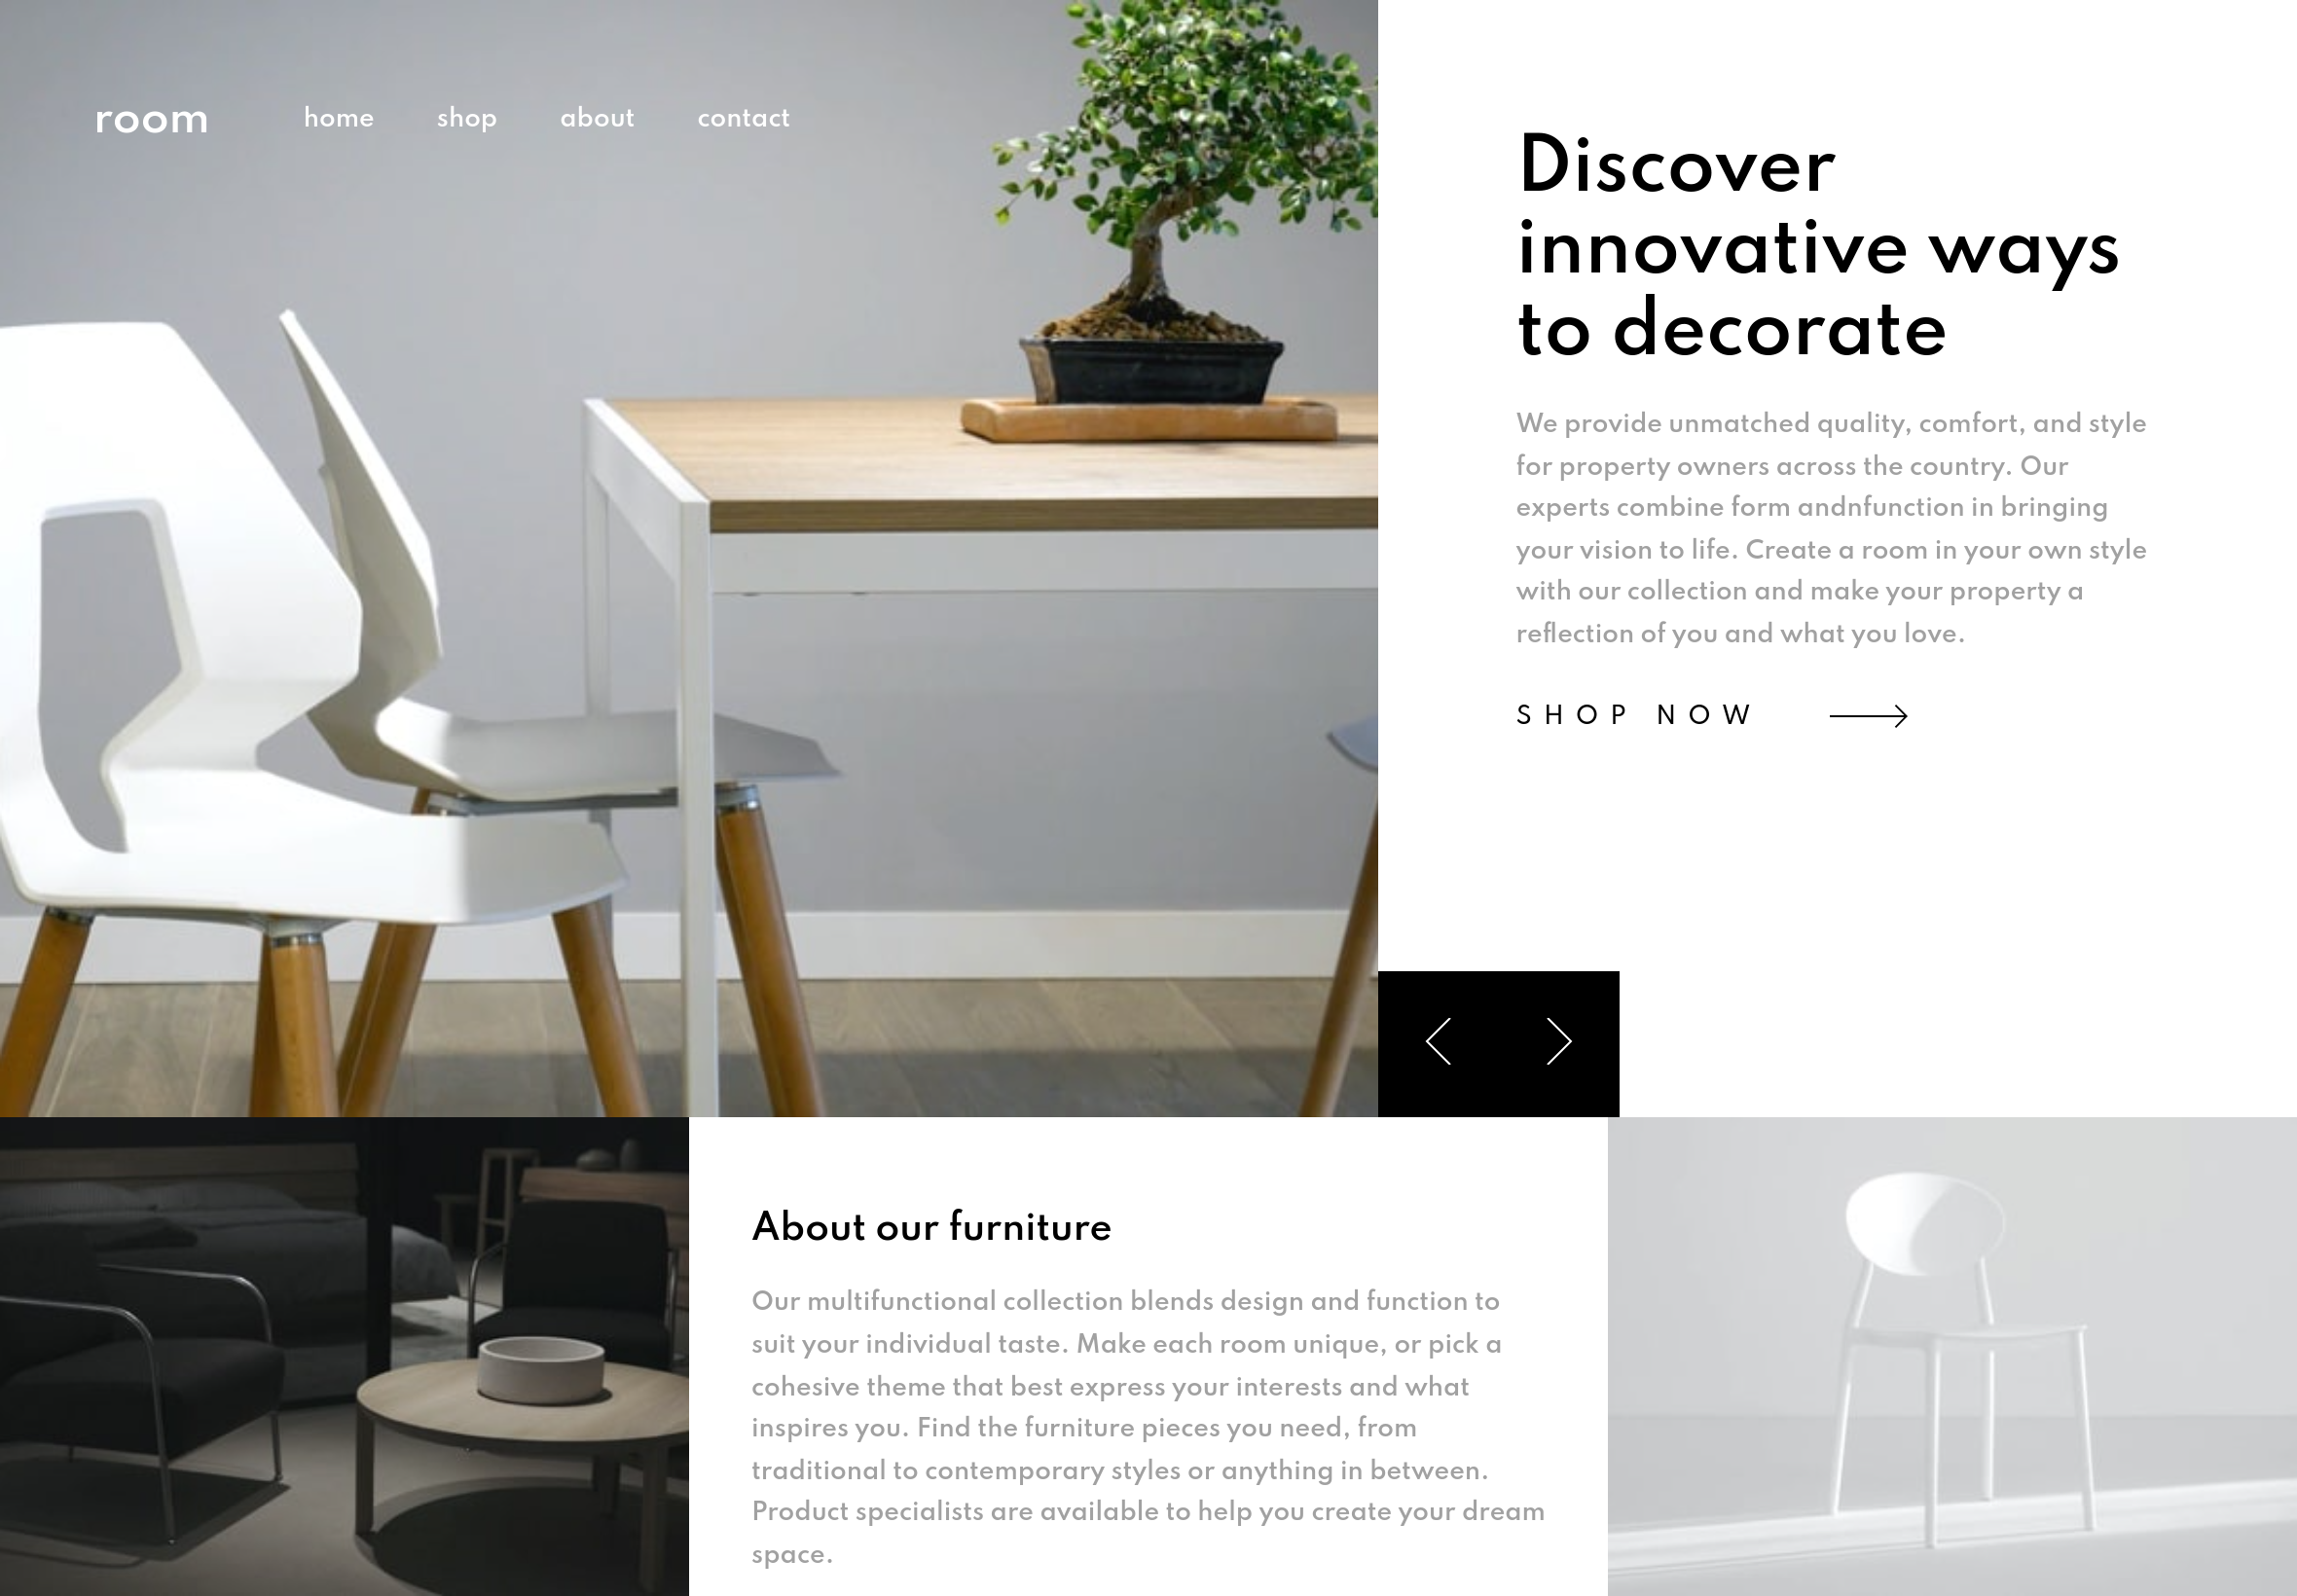 room
home shop about contact
Discover
innovative ways
to decorate
We provide unmatched quality, comfort, and style
for property owners across the country. Our
experts combine form andnfunction in bringing
your vision to life. Create a room in your own style
with our collection and make your property a
reflection of you and what you love.
SHOP NOW
About our furniture
Our multifunctional collection blends design and function to
suit your individual taste. Make each room unique, or pick a
cohesive theme that best express your interests and what
inspires you. Find the furniture pieces you need, from
traditional to contemporary styles or anything in between.
Product specialists are available to help you create your dream
space.